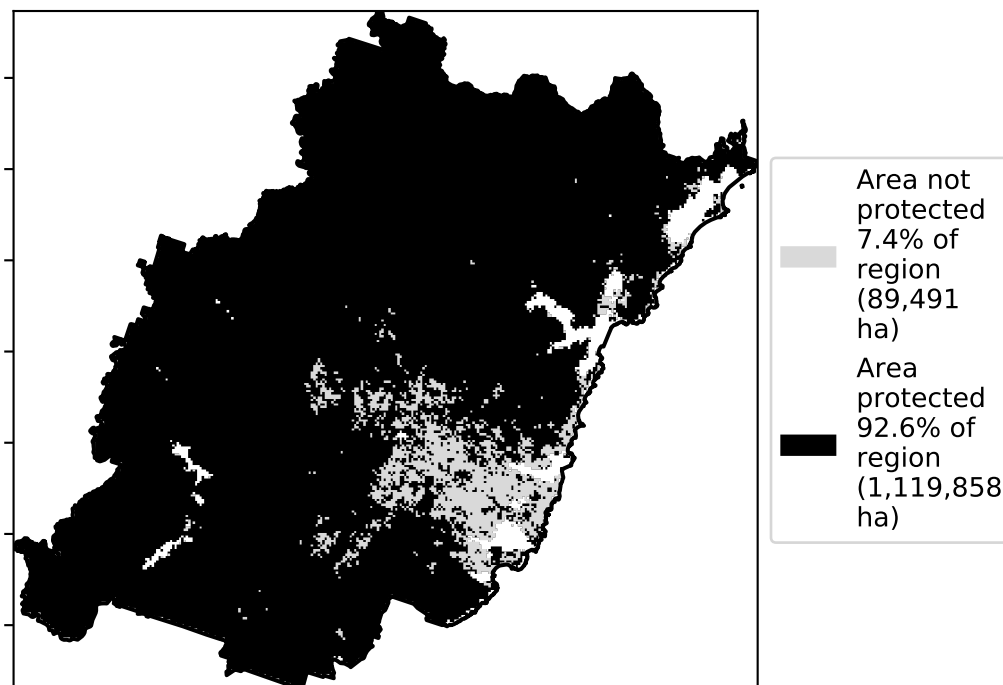 Area not
protected
7.4% of
region
(89,491
ha)
Area
protected
92.6% of
region
(1,119,858
ha)